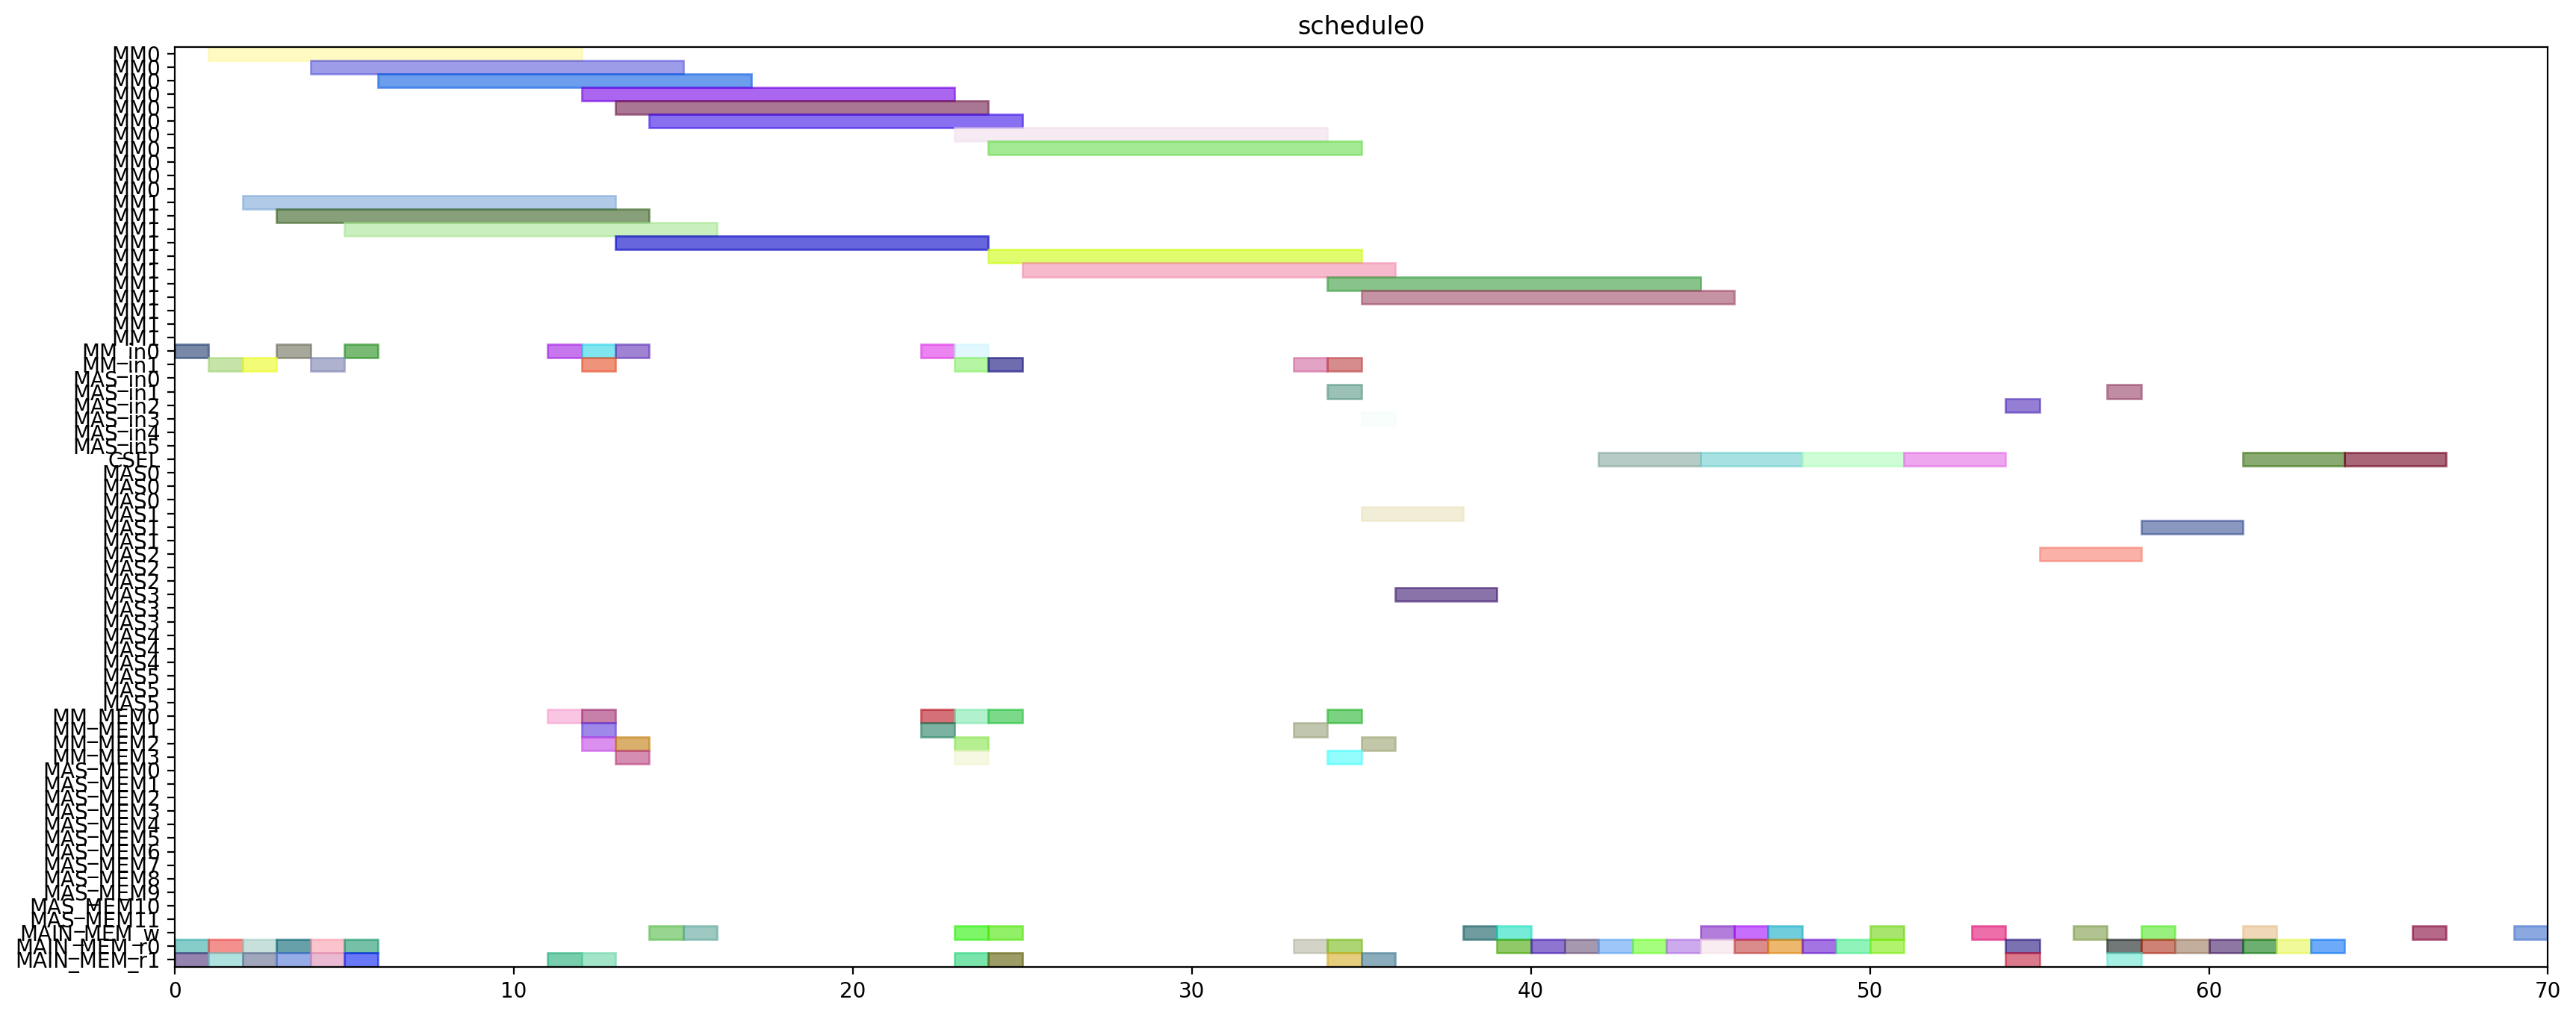 schedule0
MM0
MM0
MM0
MM0
MM0
MM0
MM0
MM0
MM0
MM0
MM0
MM1
MM1
MM1
MM1
MM1
MM1
MM1
MM1
MM1
MM1
MM1
MM_in0
MM_in1
MAS_in0
MAS_in1
MAS_in2
MAS_in3
MAS_in4
MAS_in5
CSEL
MAS0
MAS0
MAS0
MAS1
MAS1
MAS1
MAS2
MAS2
MAS2
MAS3
MAS3
MAS3
MAS4
MAS4
MAS4
MAS5
MAS5
MAS5
MM_MEM0
MM_MEM1
MM_MEM2
MM_MEM3
MAS_MEM0
MAS_MEM1
MAS_MEM2
MAS_MEM3
MAS_MEM4
MAS_MEM5
MAS_MEM6
MAS_MEM7
MAS_MEM8
MAS_MEM9
MAS_MEM10
MAS_MEM11
MAIN_MEM_w
MAIN_MEM_r0
MAIN_MEM_r1
0 10 20 30 40 50 60 70